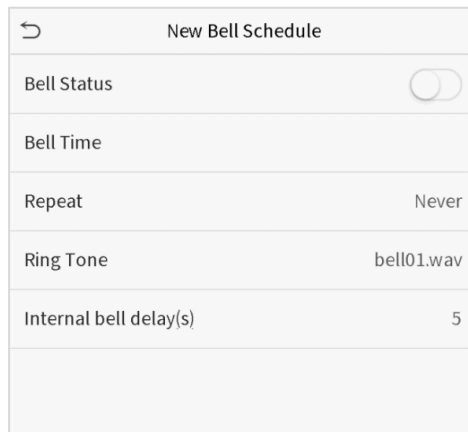 New Bell Schedule
Bell Status
Bell Time
Repeat Never
Ring Tone bell01.wav
Internal bell delay(s) 5